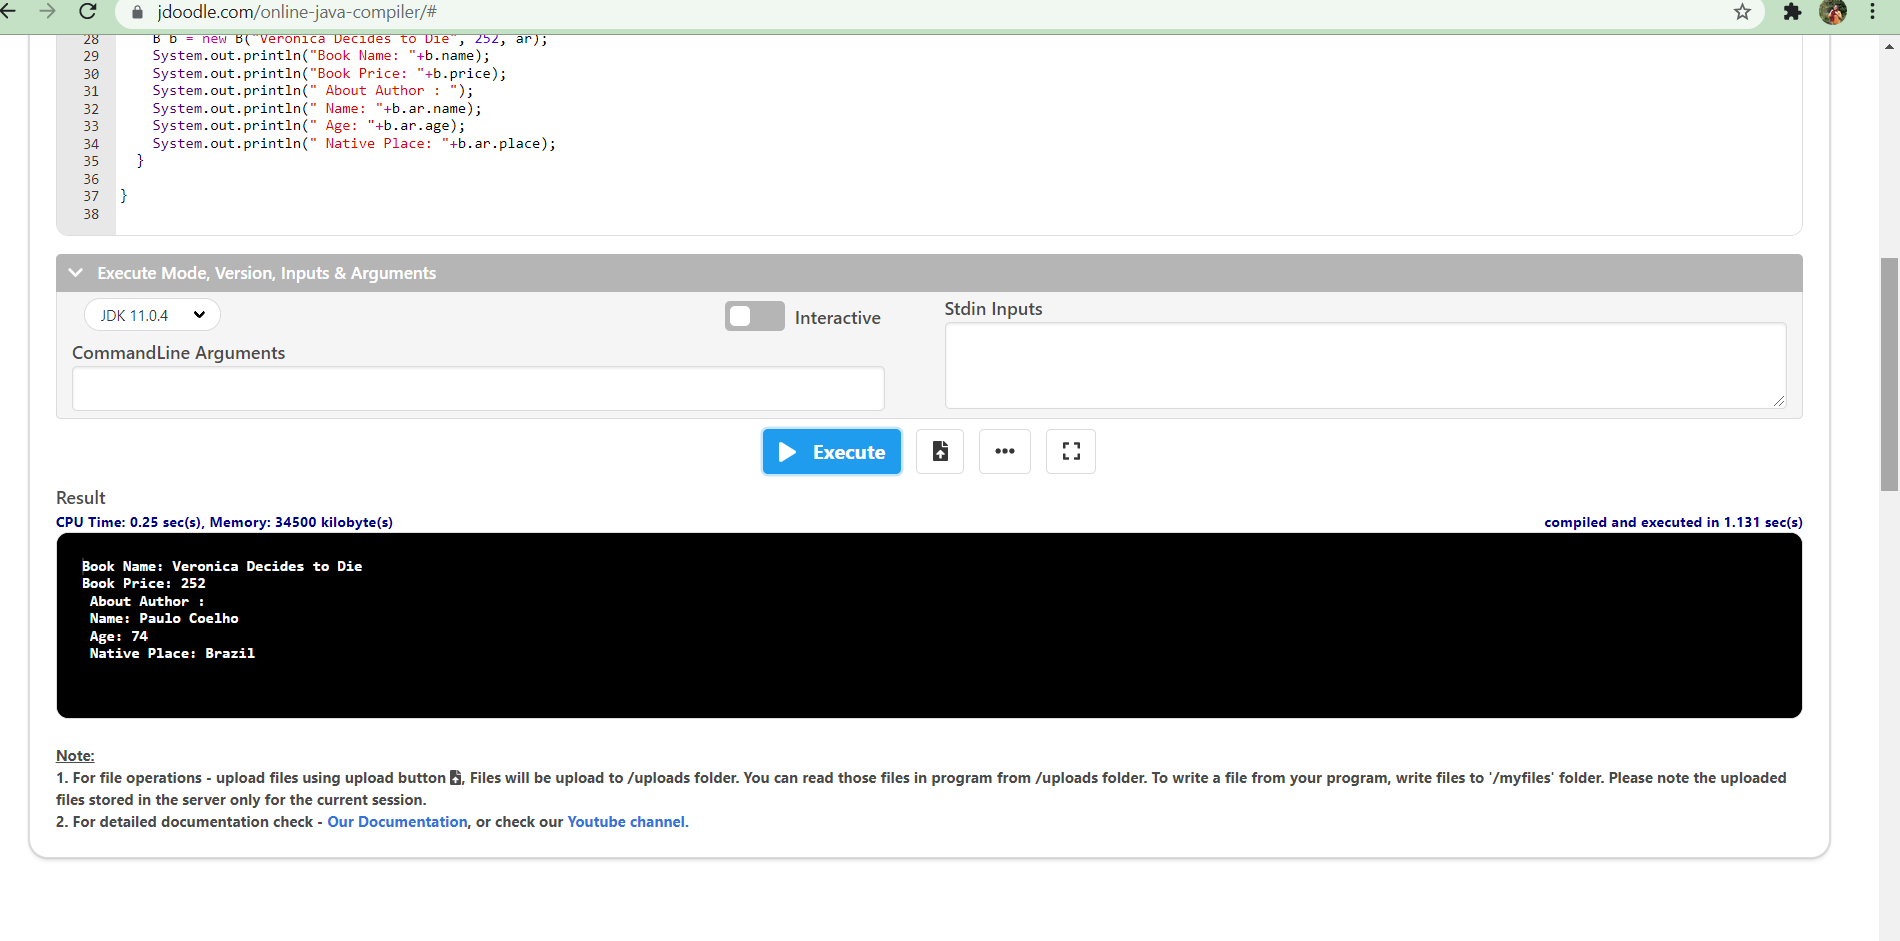 jdoodle.com/online-java-compiler/#
28 B b = new B("Veronica Decides to Die", 252, ar);
29 System.out.println("Book Name: "+b.name);
30 System.out.println("Book Price: "+b.price);
31 System.out.println(" About Author : ");
32 System.out.println(" Name: "+b.ar.name);
33 System.out.println(" Age: "+b.ar.age);
34 System.out.println(" Native Place: "+b.ar.place);
35 }
36
37 }
38
Execute Mode, Version, Inputs & Arguments
JDK 11.0.4
Interactive
Stdin Inputs
CommandLine Arguments
Execute
Result
CPU Time: 0.25 sec(s), Memory: 34500 kilobyte(s)
compiled and executed in 1.131 sec(s)
Book Name: Veronica Decides to Die
Book Price: 252
About Author :
Name: Paulo Coelho
Age: 74
Native Place: Brazil
Note:
1. For file operations - upload files using upload button , Files will be upload to /uploads folder. You can read those files in program from /uploads folder. To write a file from your program, write files to '/myfiles' folder. Please note the uploaded
files stored in the server only for the current session.
2. For detailed documentation check - Our Documentation, or check our Youtube channel.